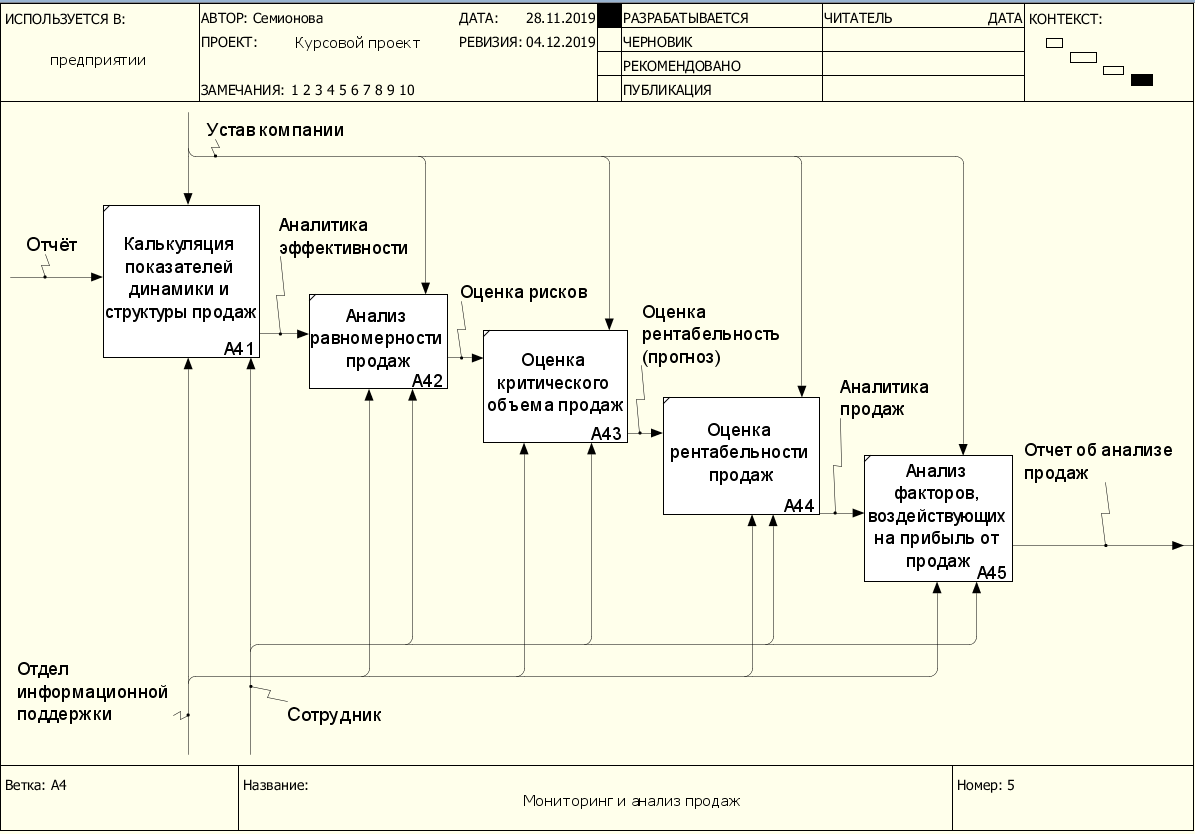 ИСПОЛЬЗУЕТСЯ В:
предприятии
АВТОР: Семионова
ДАТА: 28.11.2019
ПРОЕКТ: Курсовой проект
РЕВИЗИЯ: 04.12.2019
ЗАМЕЧАНИЯ: 1 2 3 4 5 6 7 8 9 10
РАЗРАБАТЫВАЕТСЯ
ЧЕРНОВИК
РЕКОМЕНДОВАНО
ПУБЛИКАЦИЯ
ЧИТАТЕЛЬ
ДАТА
КОНТЕКСТ:
Устав компании
Отчёт
Калькуляция
показателей
динамики и
структуры продаж
A41
Аналитика
эффективности
Анализ
равномерности
продаж
A42
Оценка рисков
Оценка
критического
объема продаж
A43
Оценка
рентабельность
(прогноз)
Оценка
рентабельности
продаж
A44
Аналитика
продаж
Анализ
факторов,
воздействующих
на прибыль от
продаж
A45
Отчет об анализе
продаж
Отдел
информационной
поддержки
Сотрудник
Ветка: A4
Название:
Мониторинг и анализ продаж
Номер: 5